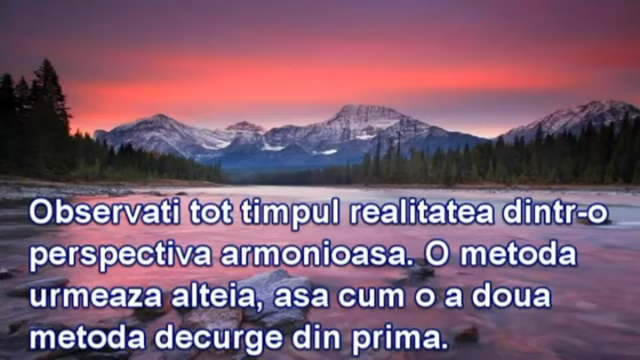 Observati tot timpul realitatea dintr-o
perspectiva armonioasa. O metoda
urmeaza alteia, asa cum o a doua
metoda decurge din prima.